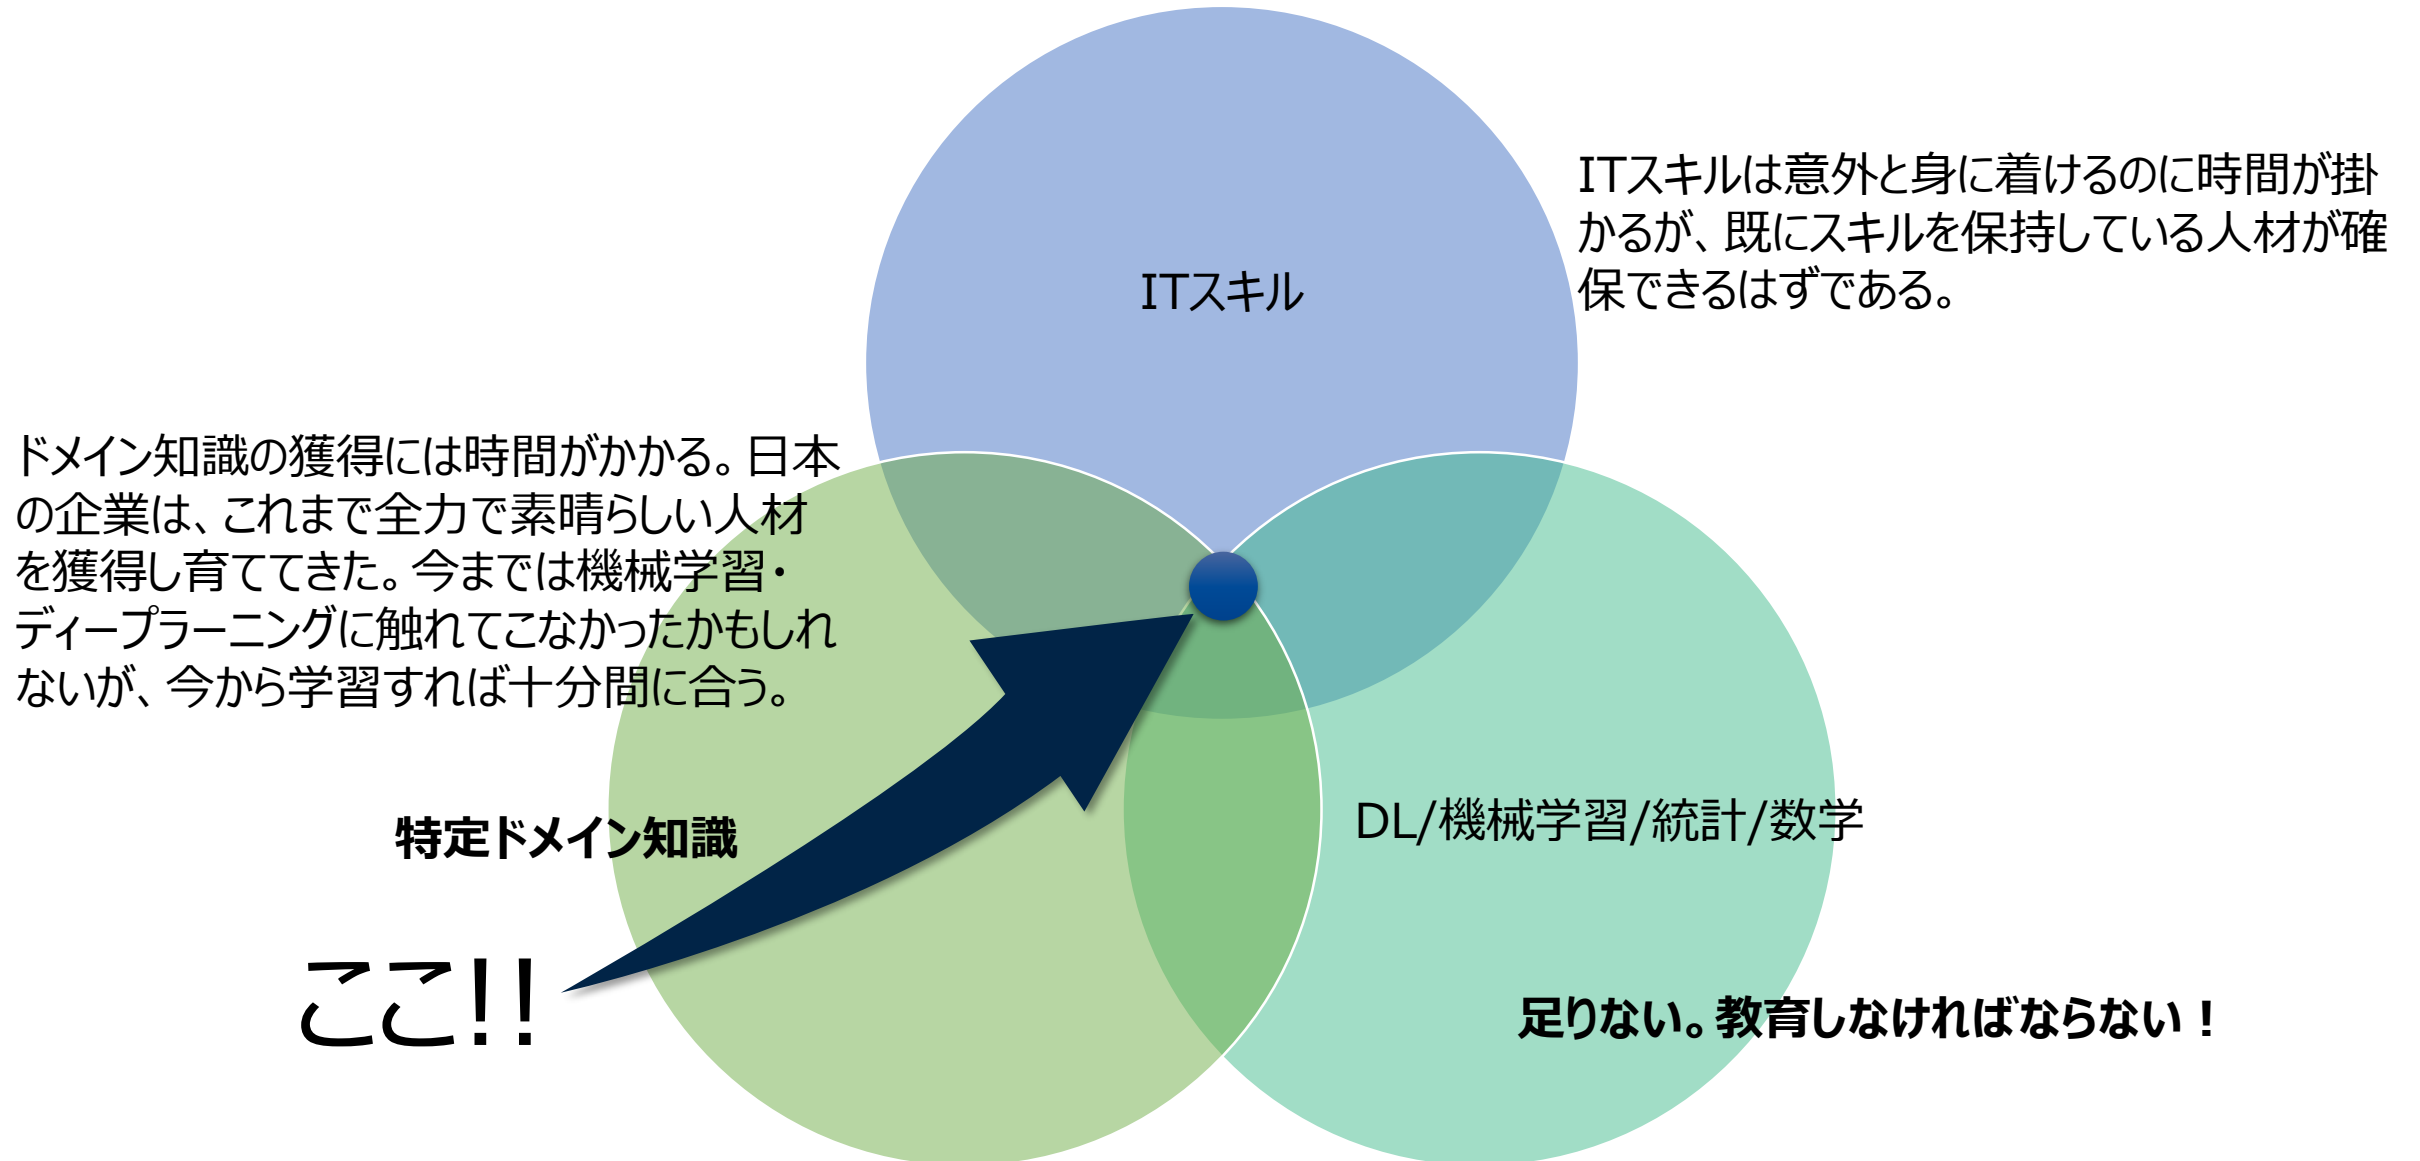 ITスキルは意外と身に着けるのに時間が掛
かるが、既にスキルを保持している人材が確
保できるはずである。
ITスキル
ドメイン知識の獲得には時間がかかる。日本
の企業は、これまで全力で素晴らしい人材
を獲得し育ててきた。今までは機械学習・
ディープラーニングに触れてこなかったかもしれ
ないが、今から学習すれば十分間に合う。
特定ドメイン知識
DL/機械学習/統計/数学
ここ!!
足りない。教育しなければならない！